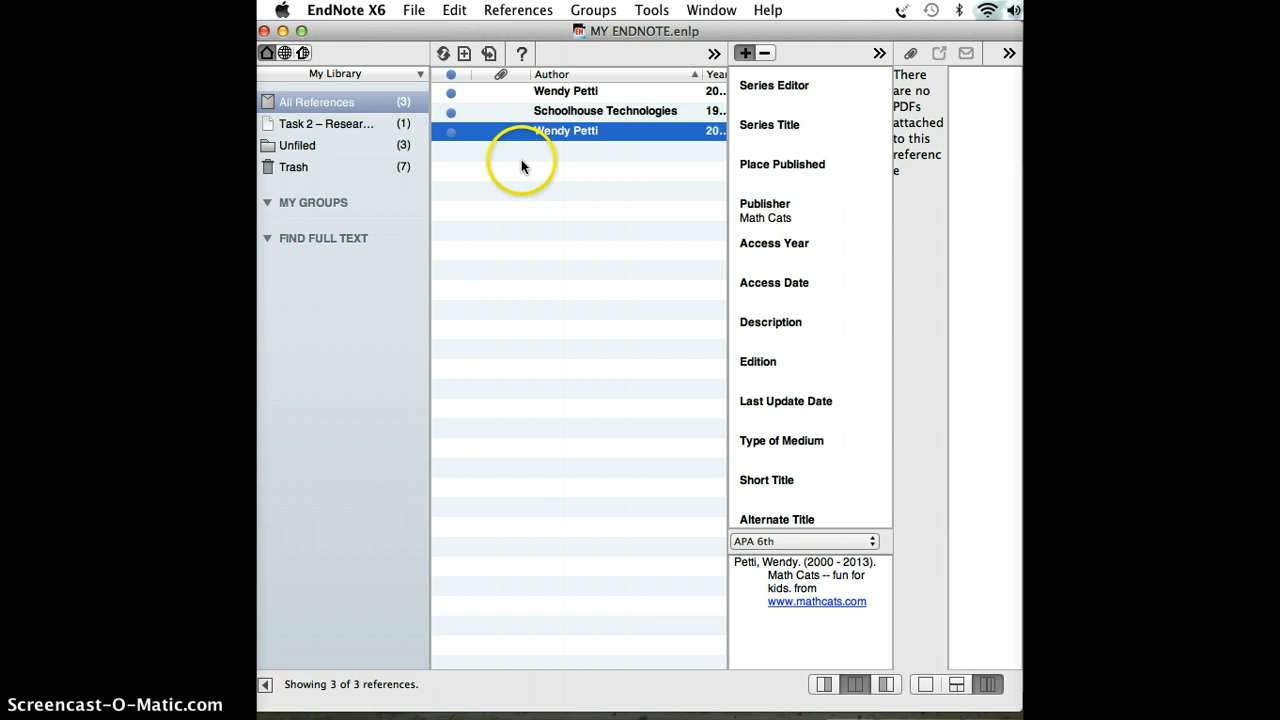 EndNote X6 File Edit References Groups Tools Window Help
MY ENDNOTE.enlp
My Library
Author Year
All References (3)
Task 2 – Resear... (1)
Unfiled (3)
Trash (7)
MY GROUPS
FIND FULL TEXT
Wendy Petti 20..
Schoolhouse Technologies 19..
Wendy Petti 20..
Series Editor
Series Title
Place Published
Publisher
Math Cats
Access Year
Access Date
Description
Edition
Last Update Date
Type of Medium
Short Title
Alternate Title
APA 6th
Petti, Wendy. (2000 - 2013).
Math Cats -- fun for
kids. from
www.mathcats.com
There
are no
PDFs
attached
to this
referenc
e
Showing 3 of 3 references.
Screencast-O-Matic.com